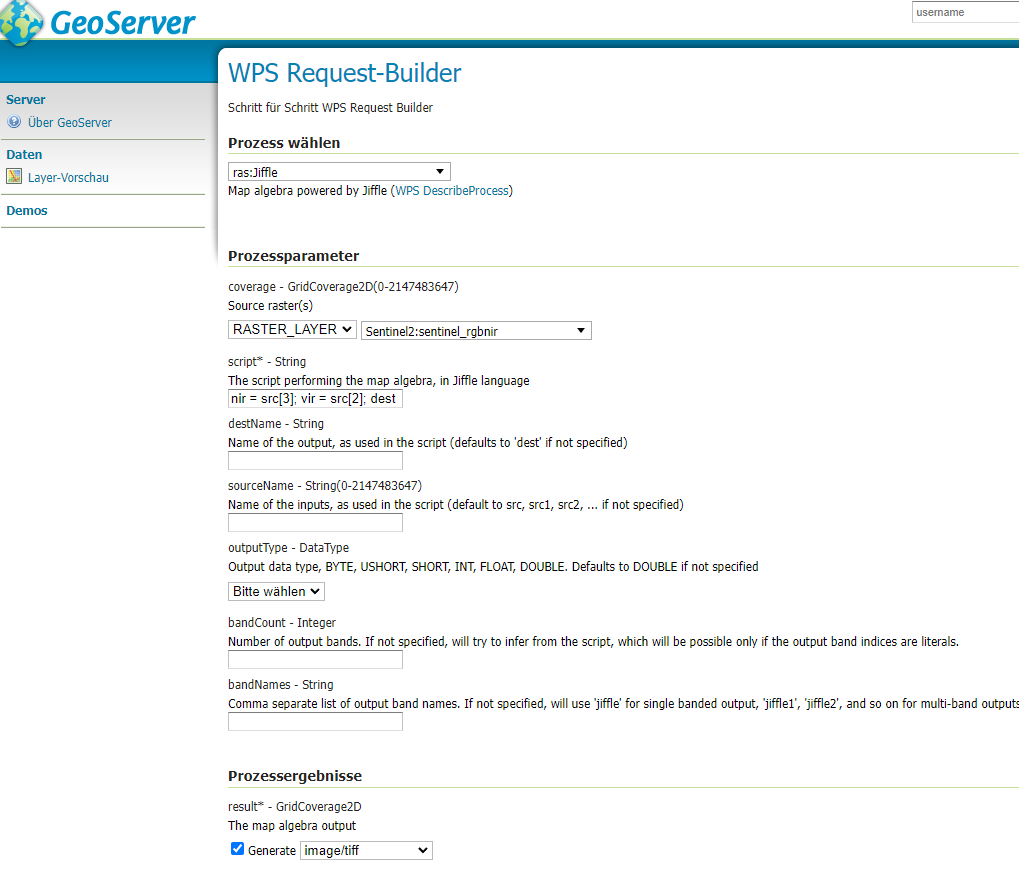 GeoServer
username
WPS Request-Builder
Schritt für Schritt WPS Request Builder
Server
Über GeoServer
Daten
Layer-Vorschau
Demos
Prozess wählen
ras:Jiffle
Map algebra powered by Jiffle (WPS DescribeProcess)
Prozessparameter
coverage - GridCoverage2D(0-2147483647)
Source raster(s)
RASTER_LAYER Sentinel2:sentinel_rgbnir
script* - String
The script performing the map algebra, in Jiffle language
nir = src[3]; vir = src[2]; dest
destName - String
Name of the output, as used in the script (defaults to 'dest' if not specified)
sourceName - String(0-2147483647)
Name of the inputs, as used in the script (default to src, src1, src2, ... if not specified)
outputType - DataType
Output data type, BYTE, USHORT, SHORT, INT, FLOAT, DOUBLE. Defaults to DOUBLE if not specified
Bitte wählen
bandCount - Integer
Number of output bands. If not specified, will try to infer from the script, which will be possible only if the output band indices are literals.
bandNames - String
Comma separate list of output band names. If not specified, will use 'jiffle' for single banded output, 'jiffle1', 'jiffle2', and so on for multi-band outputs
Prozessergebnisse
result* - GridCoverage2D
The map algebra output
Generate image/tiff